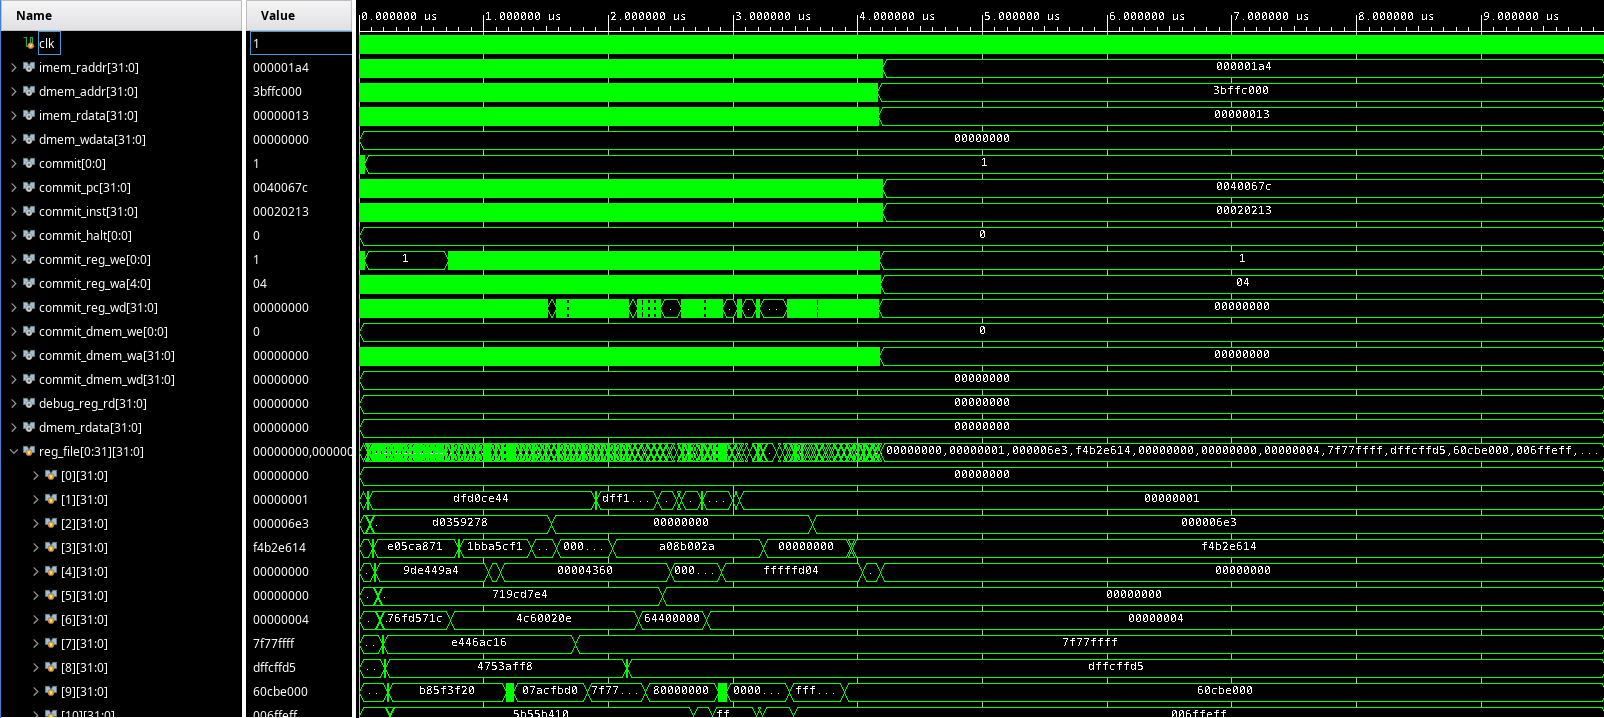 Name Value 0.000000 us 1.000000 us 2.000000 us 3.000000 us 4.000000 us 5.000000 us 6.000000 us 7.000000 us 8.000000 us 9.000000 us
clk 1
imem_raddr[31:0] 000001a4 000001a4
dmem_addr[31:0] 3bffc000 3bffc000
imem_rdata[31:0] 00000013 00000013
dmem_wdata[31:0] 00000000 00000000
commit[0:0] 1 1
commit_pc[31:0] 0040067c 0040067c
commit_inst[31:0] 00020213 00020213
commit_halt[0:0] 0 0
commit_reg_we[0:0] 1 1 1
commit_reg_wa[4:0] 04 04
commit_reg_wd[31:0] 00000000 . . .. 00000000
commit_dmem_we[0:0] 0 0
commit_dmem_wa[31:0] 00000000 00000000
commit_dmem_wd[31:0] 00000000 00000000
debug_reg_rd[31:0] 00000000 00000000
dmem_rdata[31:0] 00000000 00000000
reg_file[0:31][31:0] 00000000,000000 00000000,00000001,000006e3,f4b2e614,00000000,00000000,00000004,7f77ffff,dffcffd5,60cbe000,006ffeff,...
[0][31:0] 00000000 00000000
[1][31:0] 00000001 dfd0ce44 dff1... . . ... 00000001
[2][31:0] 000006e3 d0359278 00000000 000006e3
[3][31:0] f4b2e614 e05ca871 1bba5cf1 .. 000... a08b002a 00000000 f4b2e614
[4][31:0] 00000000 . 9de449a4 00004360 000... fffffd04 . 00000000
[5][31:0] 00000000 .. . 719cd7e4 00000000
[6][31:0] 00000004 .. 76fd571c 4c60020e 64400000 00000004
[7][31:0] 7f77ffff .. e446ac16 7f77ffff
[8][31:0] dffcffd5 .. 4753aff8 dffcffd5
[9][31:0] 60cbe000 ... b85f3f20 07acfbd0 7f77... 80000000 0000... fff... 60cbe000
[10][31:0] 006ffeff 5b55b410 ff 006ffeff